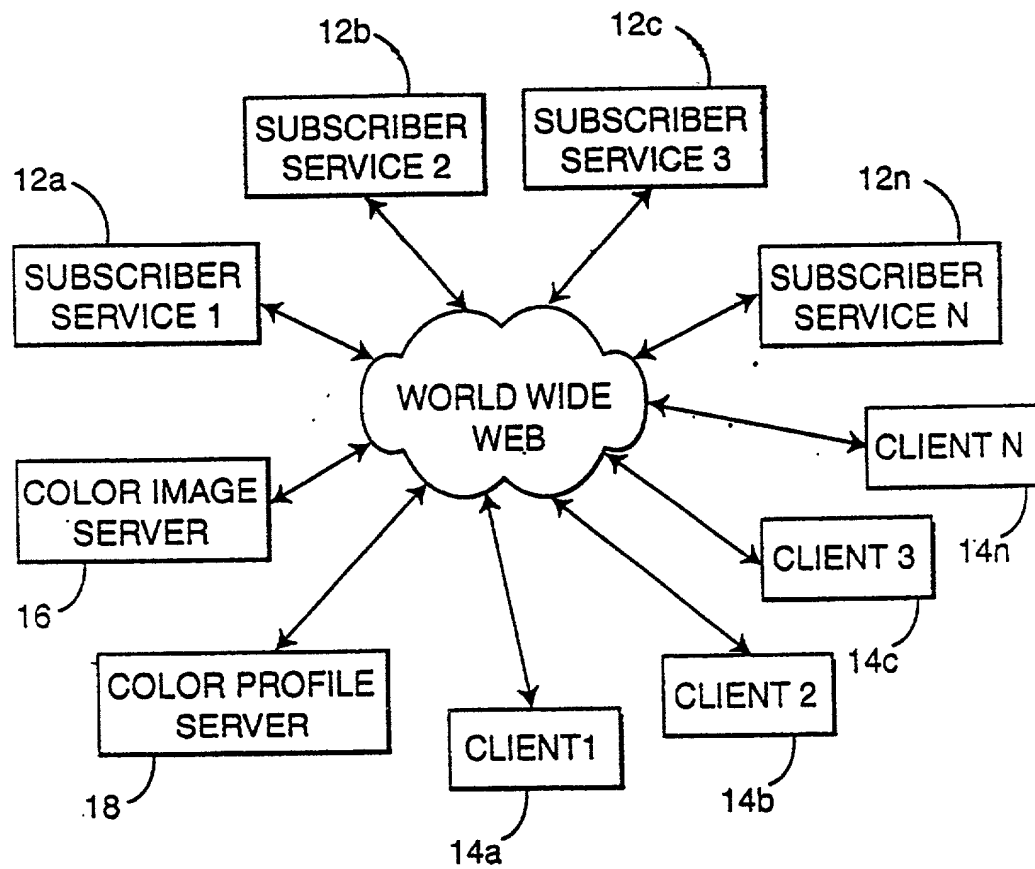 12b
12c
SUBSCRIBER
SERVICE 2
SUBSCRIBER
SERVICE 3
12a
12n
SUBSCRIBER
SERVICE 1
SUBSCRIBER
SERVICE N
WORLD WIDE
WEB
CLIENT N
14n
COLOR IMAGE
SERVER
16
CLIENT 3
14c
COLOR PROFILE
SERVER
18
CLIENT1
14a
CLIENT 2
14b